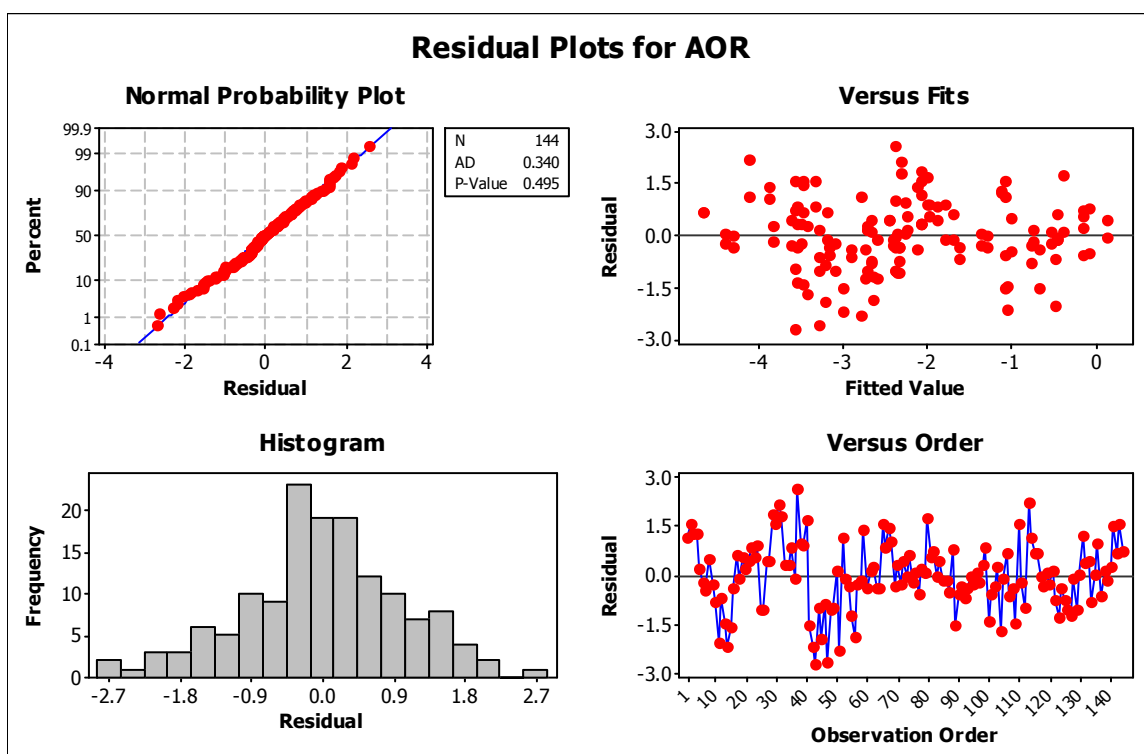 Residual Plots for AOR
Normal Probability Plot
99.9
99
90
50
10
1
0.1
Percent
-4 -2 0 2 4
Residual
N 144
AD 0.340
P-Value 0.495
Versus Fits
3.0
1.5
0.0
-1.5
-3.0
Residual
-4 -3 -2 -1 0
Fitted Value
Histogram
20
15
10
5
0
Frequency
-2.7 -1.8 -0.9 0.0 0.9 1.8 2.7
Residual
Versus Order
3.0
1.5
0.0
-1.5
-3.0
Residual
1 10 20 30 40 50 60 70 80 90 100 110 120 130 140
Observation Order